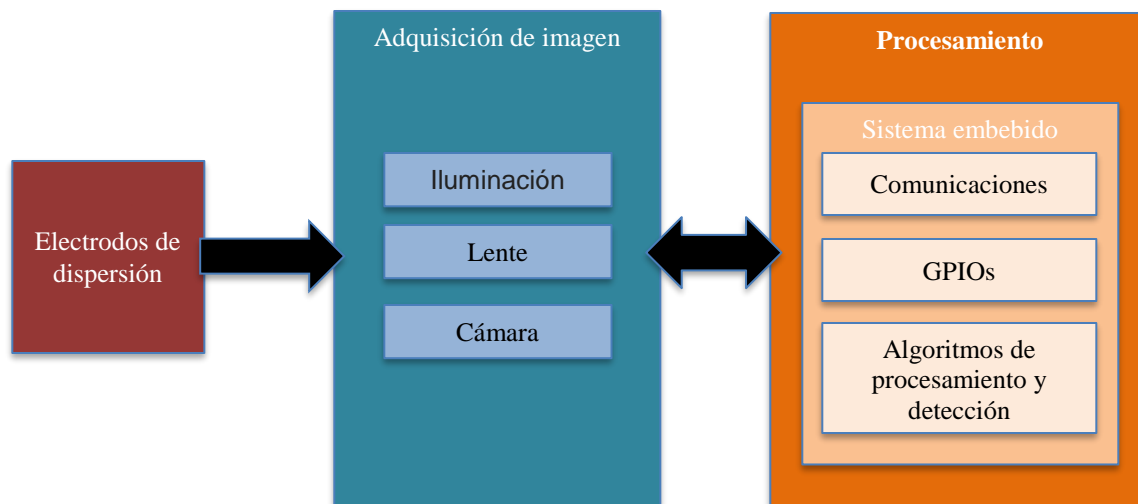 Electrodos de
dispersión
Adquisición de imagen
Iluminación
Lente
Cámara
Procesamiento
Sistema embebido
Comunicaciones
GPIOs
Algoritmos de
procesamiento y
detección